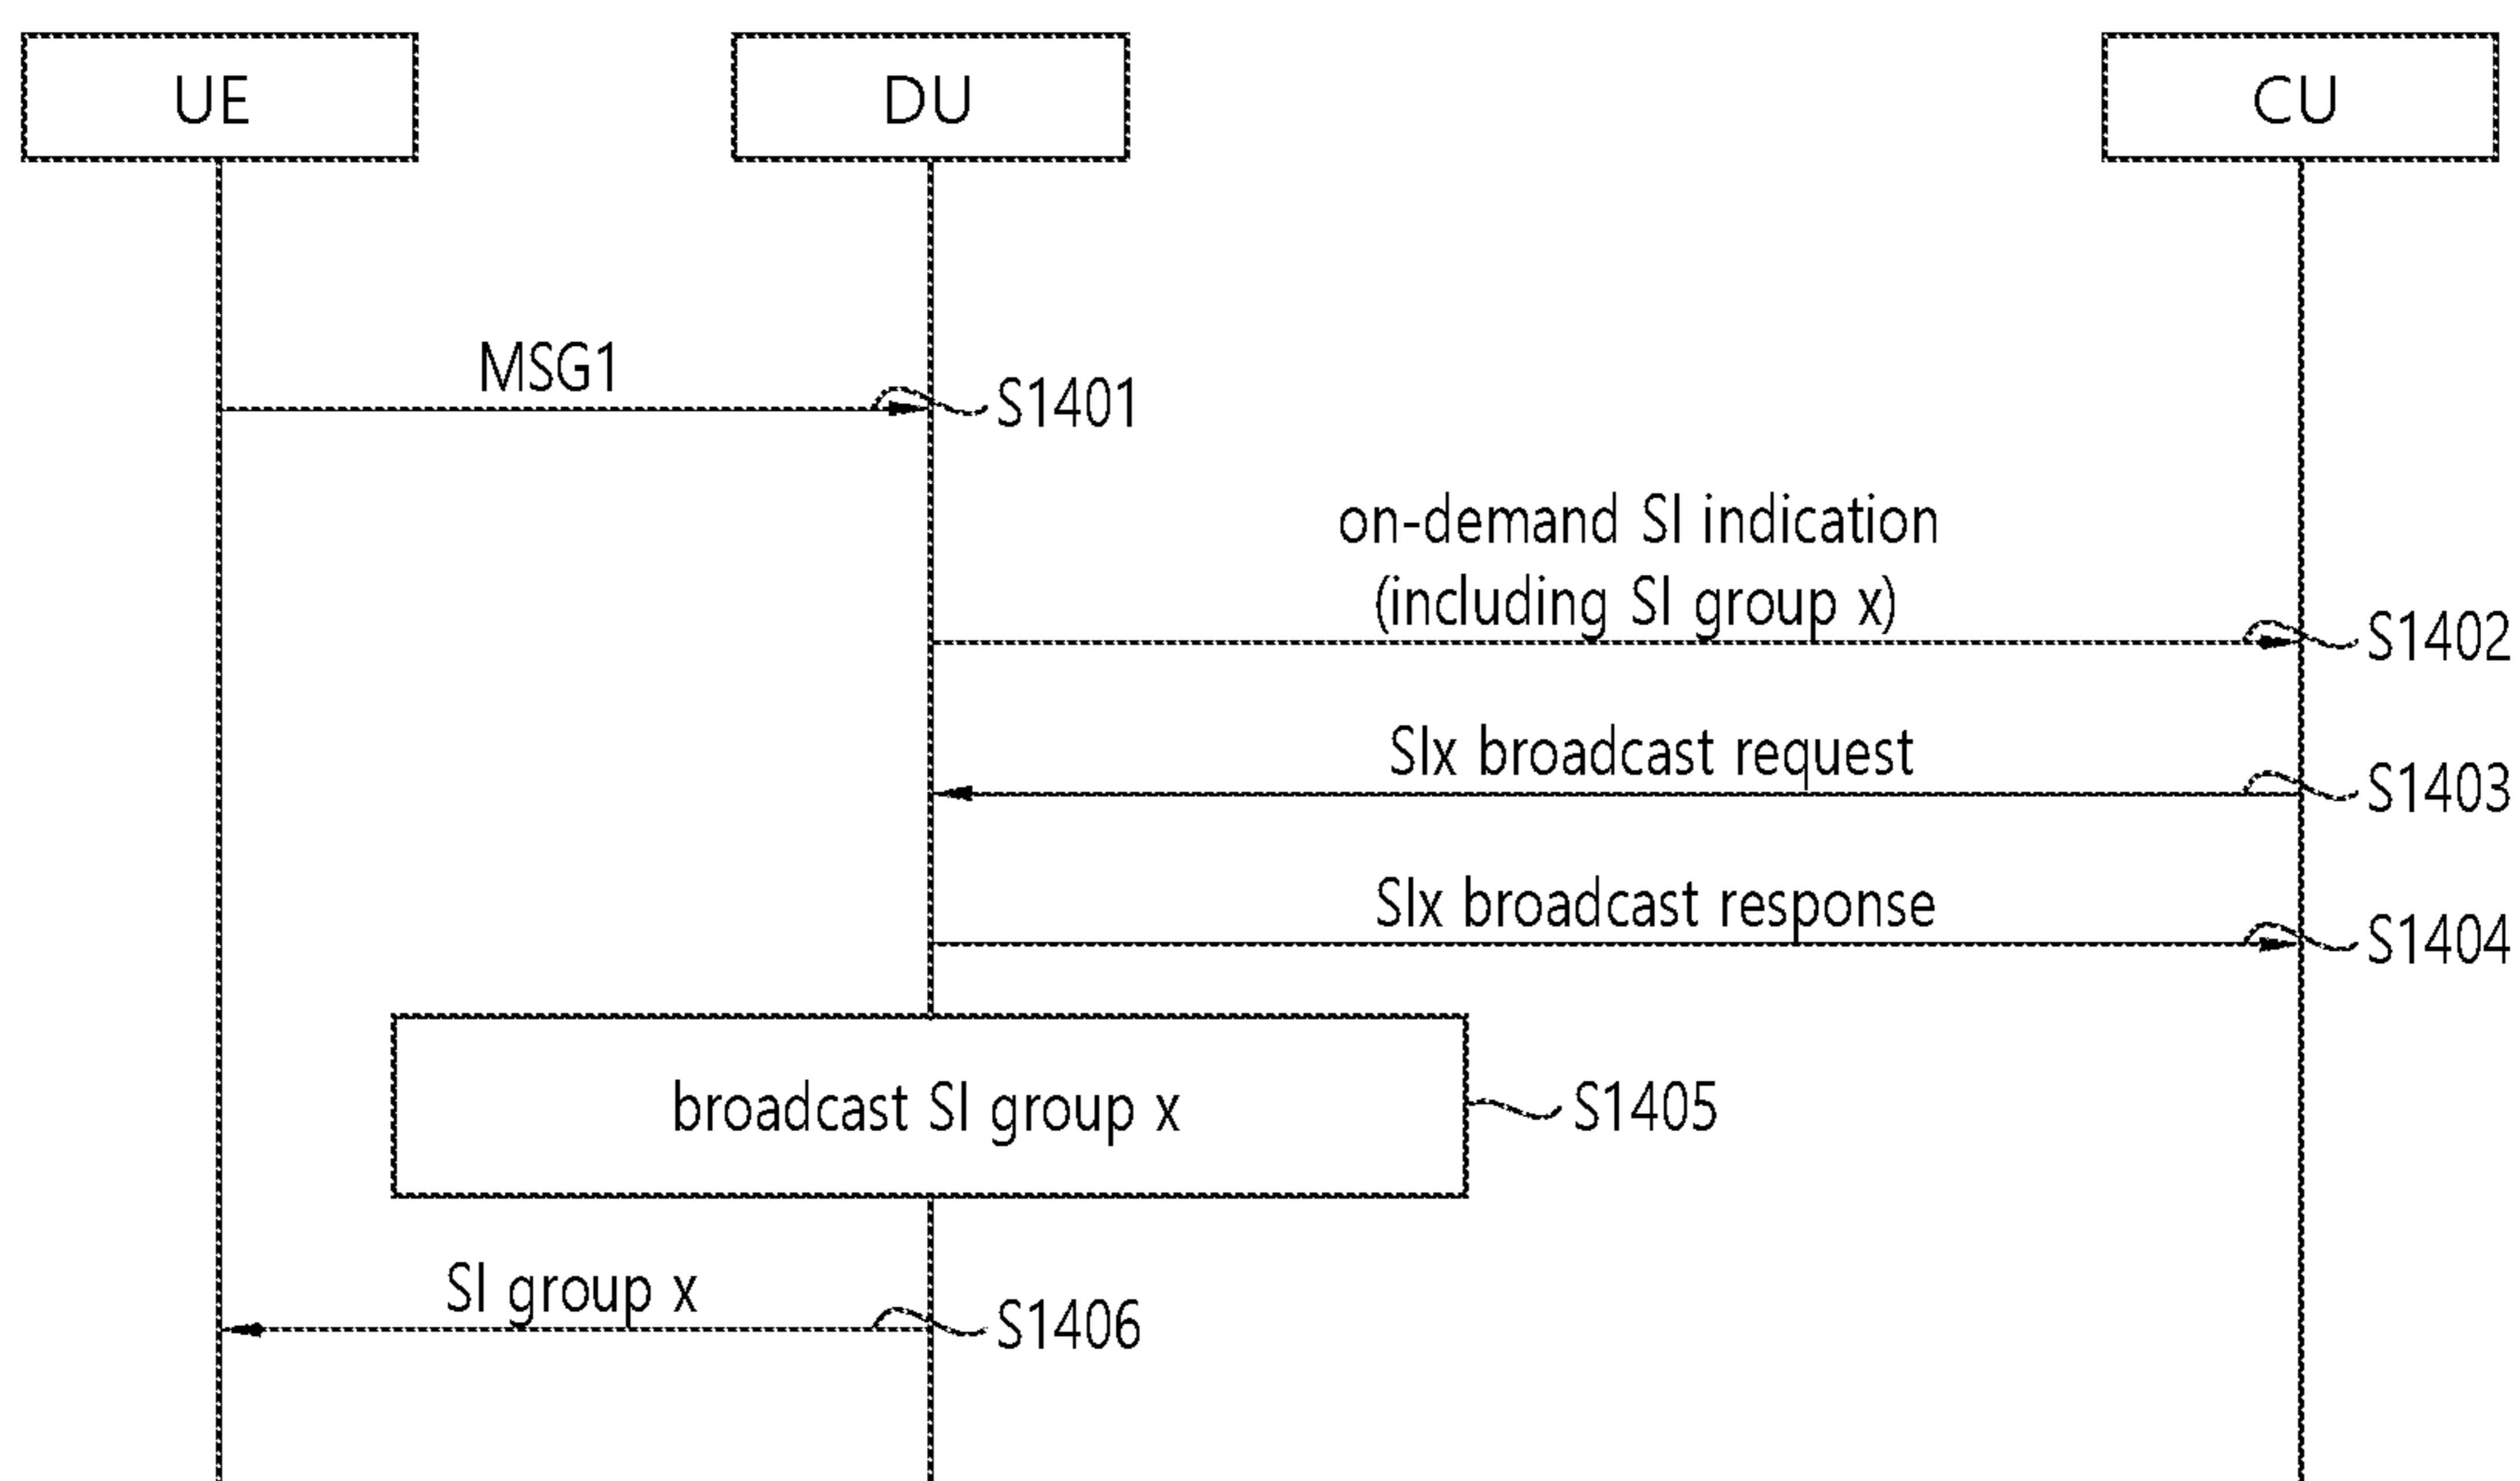 UE
DU
CU
MSG1
S1401
on-demand SI indication
(including SI group x)
S1402
SIx broadcast request
S1403
SIx broadcast response
S1404
broadcast SI group x
S1405
SI group x
S1406